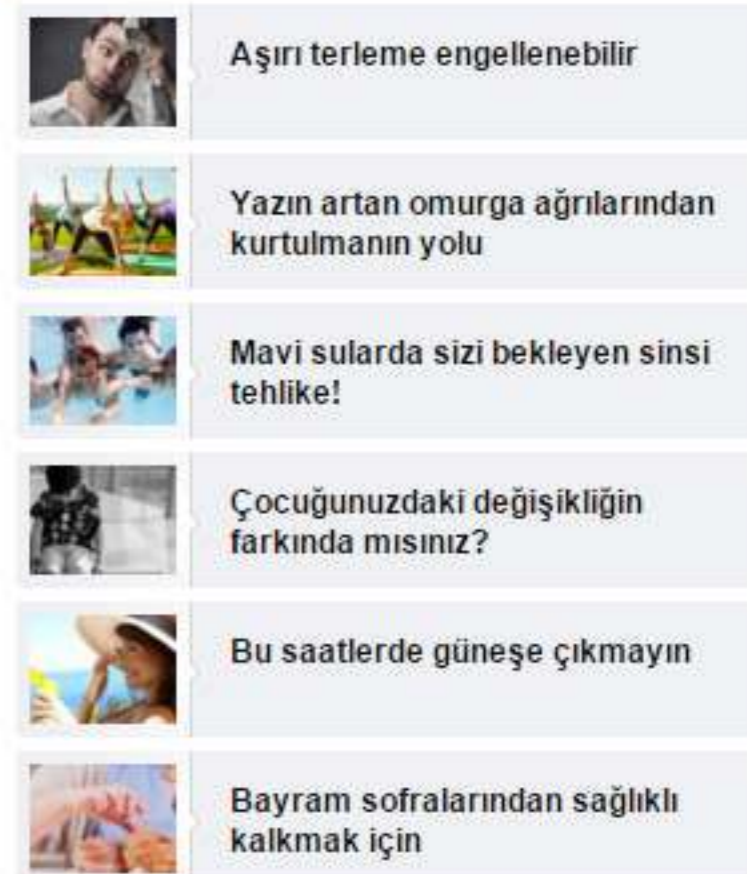 Aşırı terleme engellenebilir
Yazın artan omurga ağrılarından
kurtulmanın yolu
Mavi sularda sizi bekleyen sinsi
tehlike!
Çocuğunuzdaki değişikliğin
farkında mısınız?
Bu saatlerde güneşe çıkmayın
Bayram sofralarından sağlıklı
kalkmak için